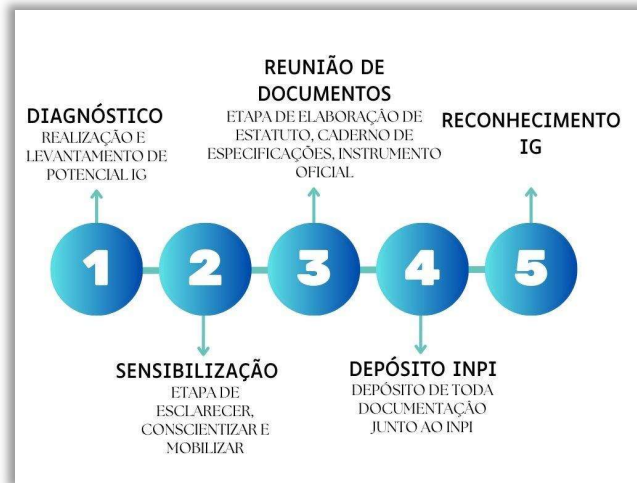 DIAGNÓSTICO
REALIZAÇÃO E
LEVANTAMENTO DE
POTENCIAL IG
REUNIÃO DE
DOCUMENTOS
ETAPA DE ELABORAÇÃO DE
ESTATUTO, CADERNO DE
ESPECIFICAÇÕES, INSTRUMENTO
OFICIAL
RECONHECIMENTO
IG
1 2 3 4 5
SENSIBILIZAÇÃO
ETAPA DE
ESCLARECER,
CONSCIENTIZAR E
MOBILIZAR
DEPÓSITO INPI
DEPÓSITO DE TODA
DOCUMENTAÇÃO
JUNTO AO INPI